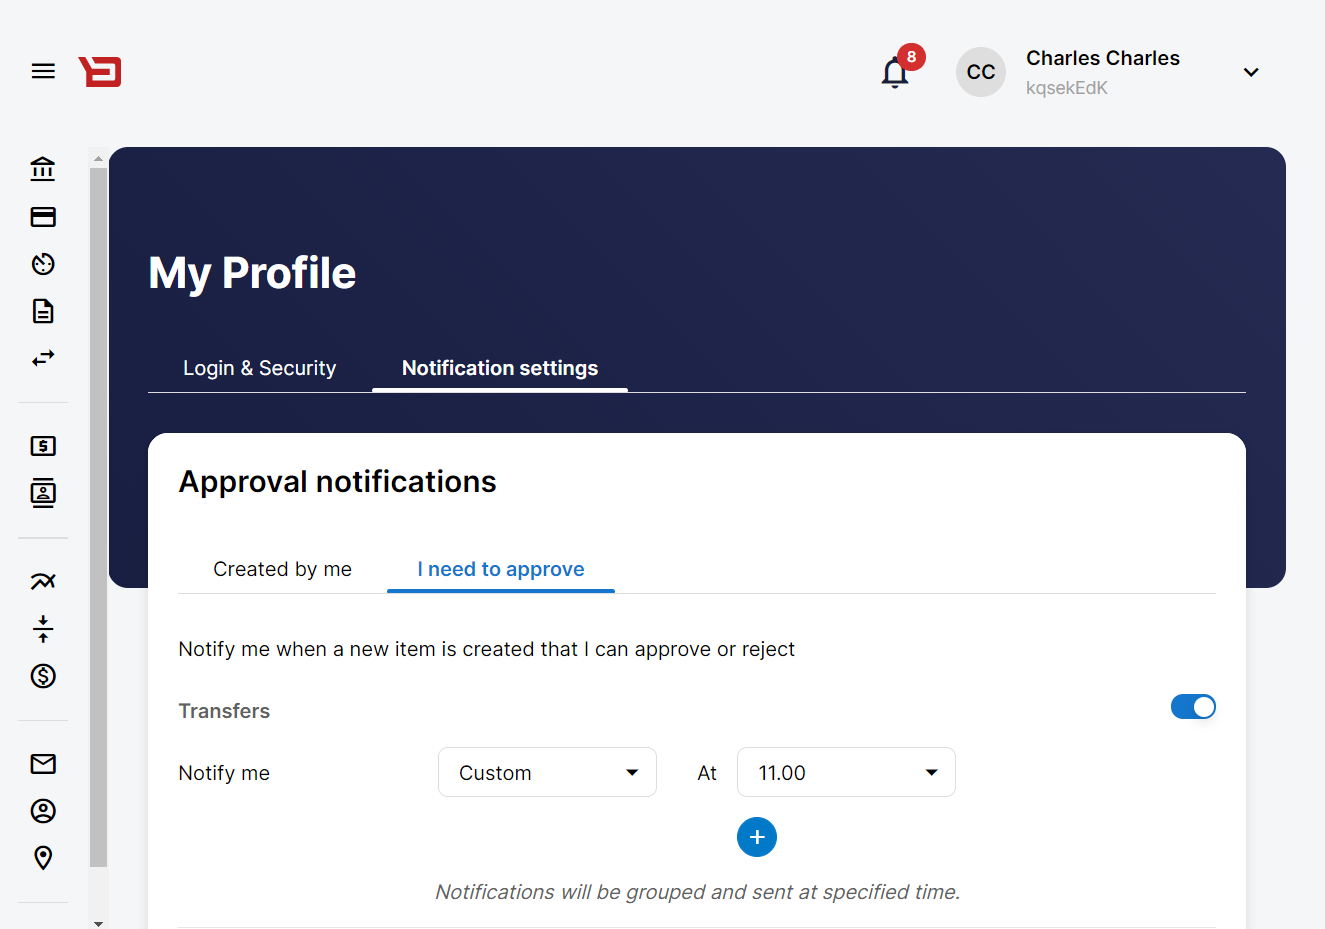 8
CC
Charles Charles
kqsekEdK
My Profile
Login & Security
Notification settings
Approval notifications
Created by me
I need to approve
Notify me when a new item is created that I can approve or reject
Transfers
Notify me
Custom
At
11.00
Notifications will be grouped and sent at specified time.